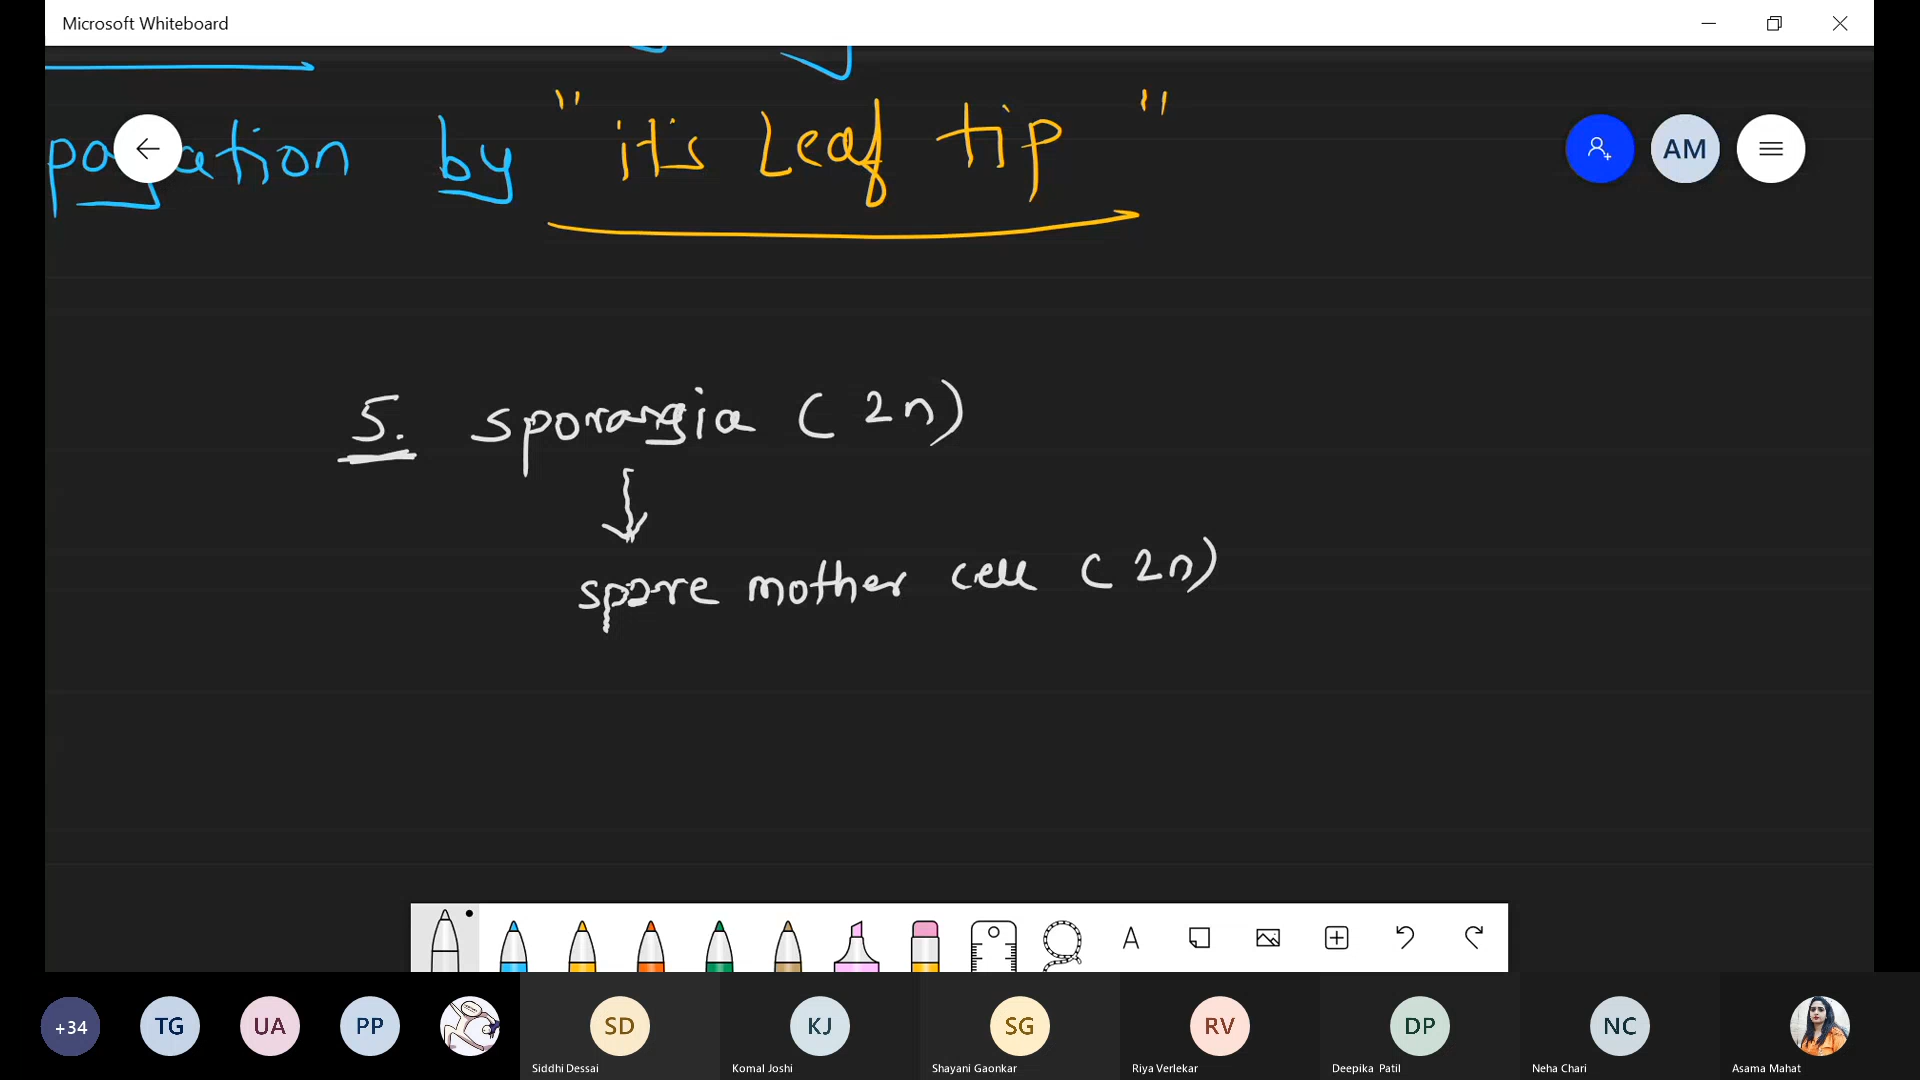 Microsoft Whiteboard
pagation by "it's Leaf tip"
AM
5. sporangia (2n)
↓
spore mother cell (2n)
A
+34
TG
UA
PP
SD
KJ
SG
RV
DP
NC
Siddhi Dessai
Komal Joshi
Shayani Gaonkar
Riya Verlekar
Deepika Patil
Neha Chari
Asama Mahat